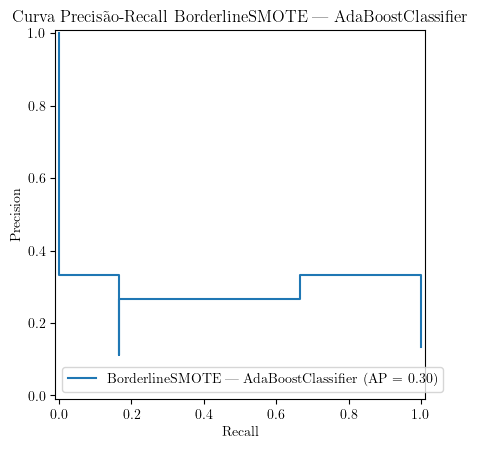 Curva Precisão-Recall BorderlineSMOTE — AdaBoostClassifier
1.0
0.8
0.6
0.4
0.2
0.0
Precision
BorderlineSMOTE — AdaBoostClassifier (AP = 0.30)
0.0 0.2 0.4 0.6 0.8 1.0
Recall